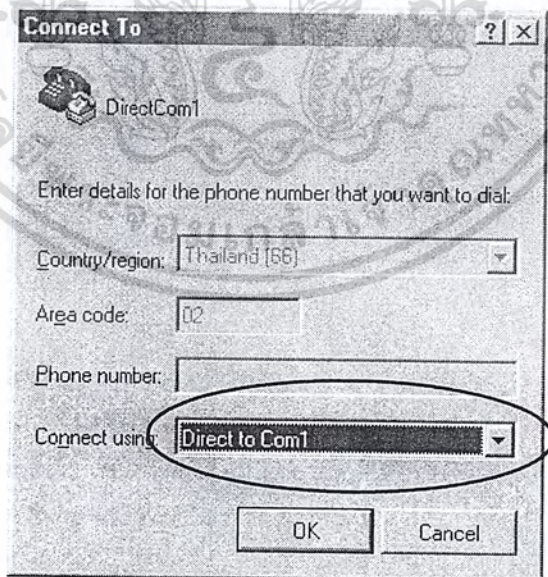 Connect To
DirectCom1
Enter details for the phone number that you want to dial:
Country/region: Thailand (66)
Area code: 02
Phone number:
Connect using: Direct to Com1
OK Cancel